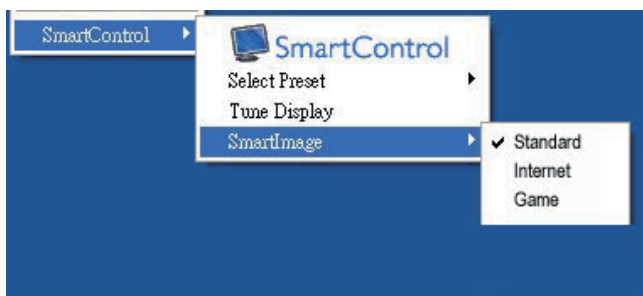 SmartControl
SmartControl
Select Preset
Tune Display
SmartImage
Standard
Internet
Game